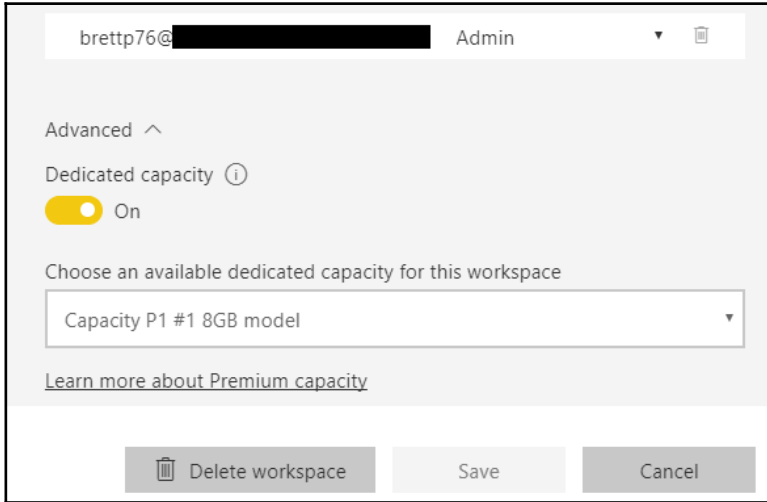 brettp76@ Admin
Advanced
Dedicated capacity
On
Choose an available dedicated capacity for this workspace
Capacity P1 #1 8GB model
Learn more about Premium capacity
Delete workspace Save Cancel